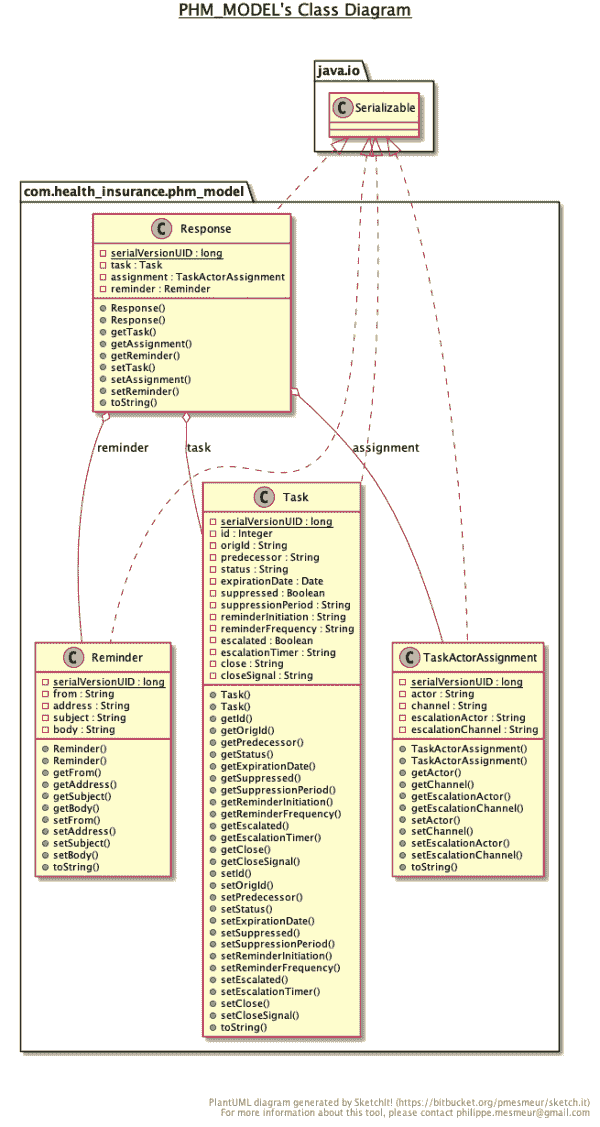 PHM_MODEL's Class Diagram
java.io
C Serializable
com.health_insurance.phm_model
C Response
serialVersionUID : long
task : Task
assignment : TaskActorAssignment
reminder : Reminder
Response()
Response()
getTask()
getAssignment()
getReminder()
setTask()
setAssignment()
setReminder()
toString()
reminder
task
assignment
C Task
serialVersionUID : long
id : Integer
origId : String
predecessor : String
status : String
expirationDate : Date
suppressed : Boolean
suppressionPeriod : String
reminderInitiation : String
reminderFrequency : String
escalated : Boolean
escalationTimer : String
close : String
closeSignal : String
Task()
Task()
getId()
getOrigId()
getPredecessor()
getStatus()
getExpirationDate()
getSuppressed()
getSuppressionPeriod()
getReminderInitiation()
getReminderFrequency()
getEscalated()
getEscalationTimer()
getClose()
getCloseSignal()
setId()
setOrigId()
setPredecessor()
setStatus()
setExpirationDate()
setSuppressed()
setSuppressionPeriod()
setReminderInitiation()
setReminderFrequency()
setEscalated()
setEscalationTimer()
setClose()
setCloseSignal()
toString()
C Reminder
serialVersionUID : long
from : String
address : String
subject : String
body : String
Reminder()
Reminder()
getFrom()
getAddress()
getSubject()
getBody()
setFrom()
setAddress()
setSubject()
setBody()
toString()
C TaskActorAssignment
serialVersionUID : long
actor : String
channel : String
escalationActor : String
escalationChannel : String
TaskActorAssignment()
TaskActorAssignment()
getActor()
getChannel()
getEscalationActor()
getEscalationChannel()
setActor()
setChannel()
setEscalationActor()
setEscalationChannel()
toString()
PlantUML diagram generated by SketchIt! (https://bitbucket.org/pmesmeur/sketch.it)
For more information about this tool, please contact philippe.mesmeur@gmail.com